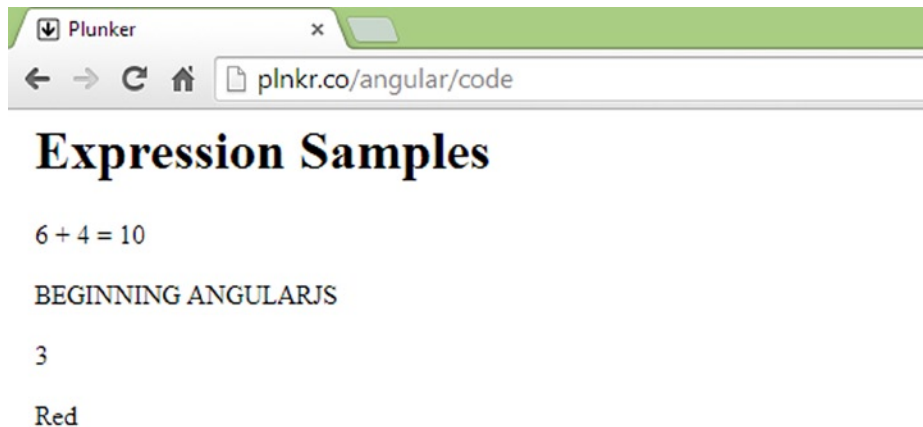 Plunker
plnkr.co/angular/code
Expression Samples
6 + 4 = 10
BEGINNING ANGULARJS
3
Red